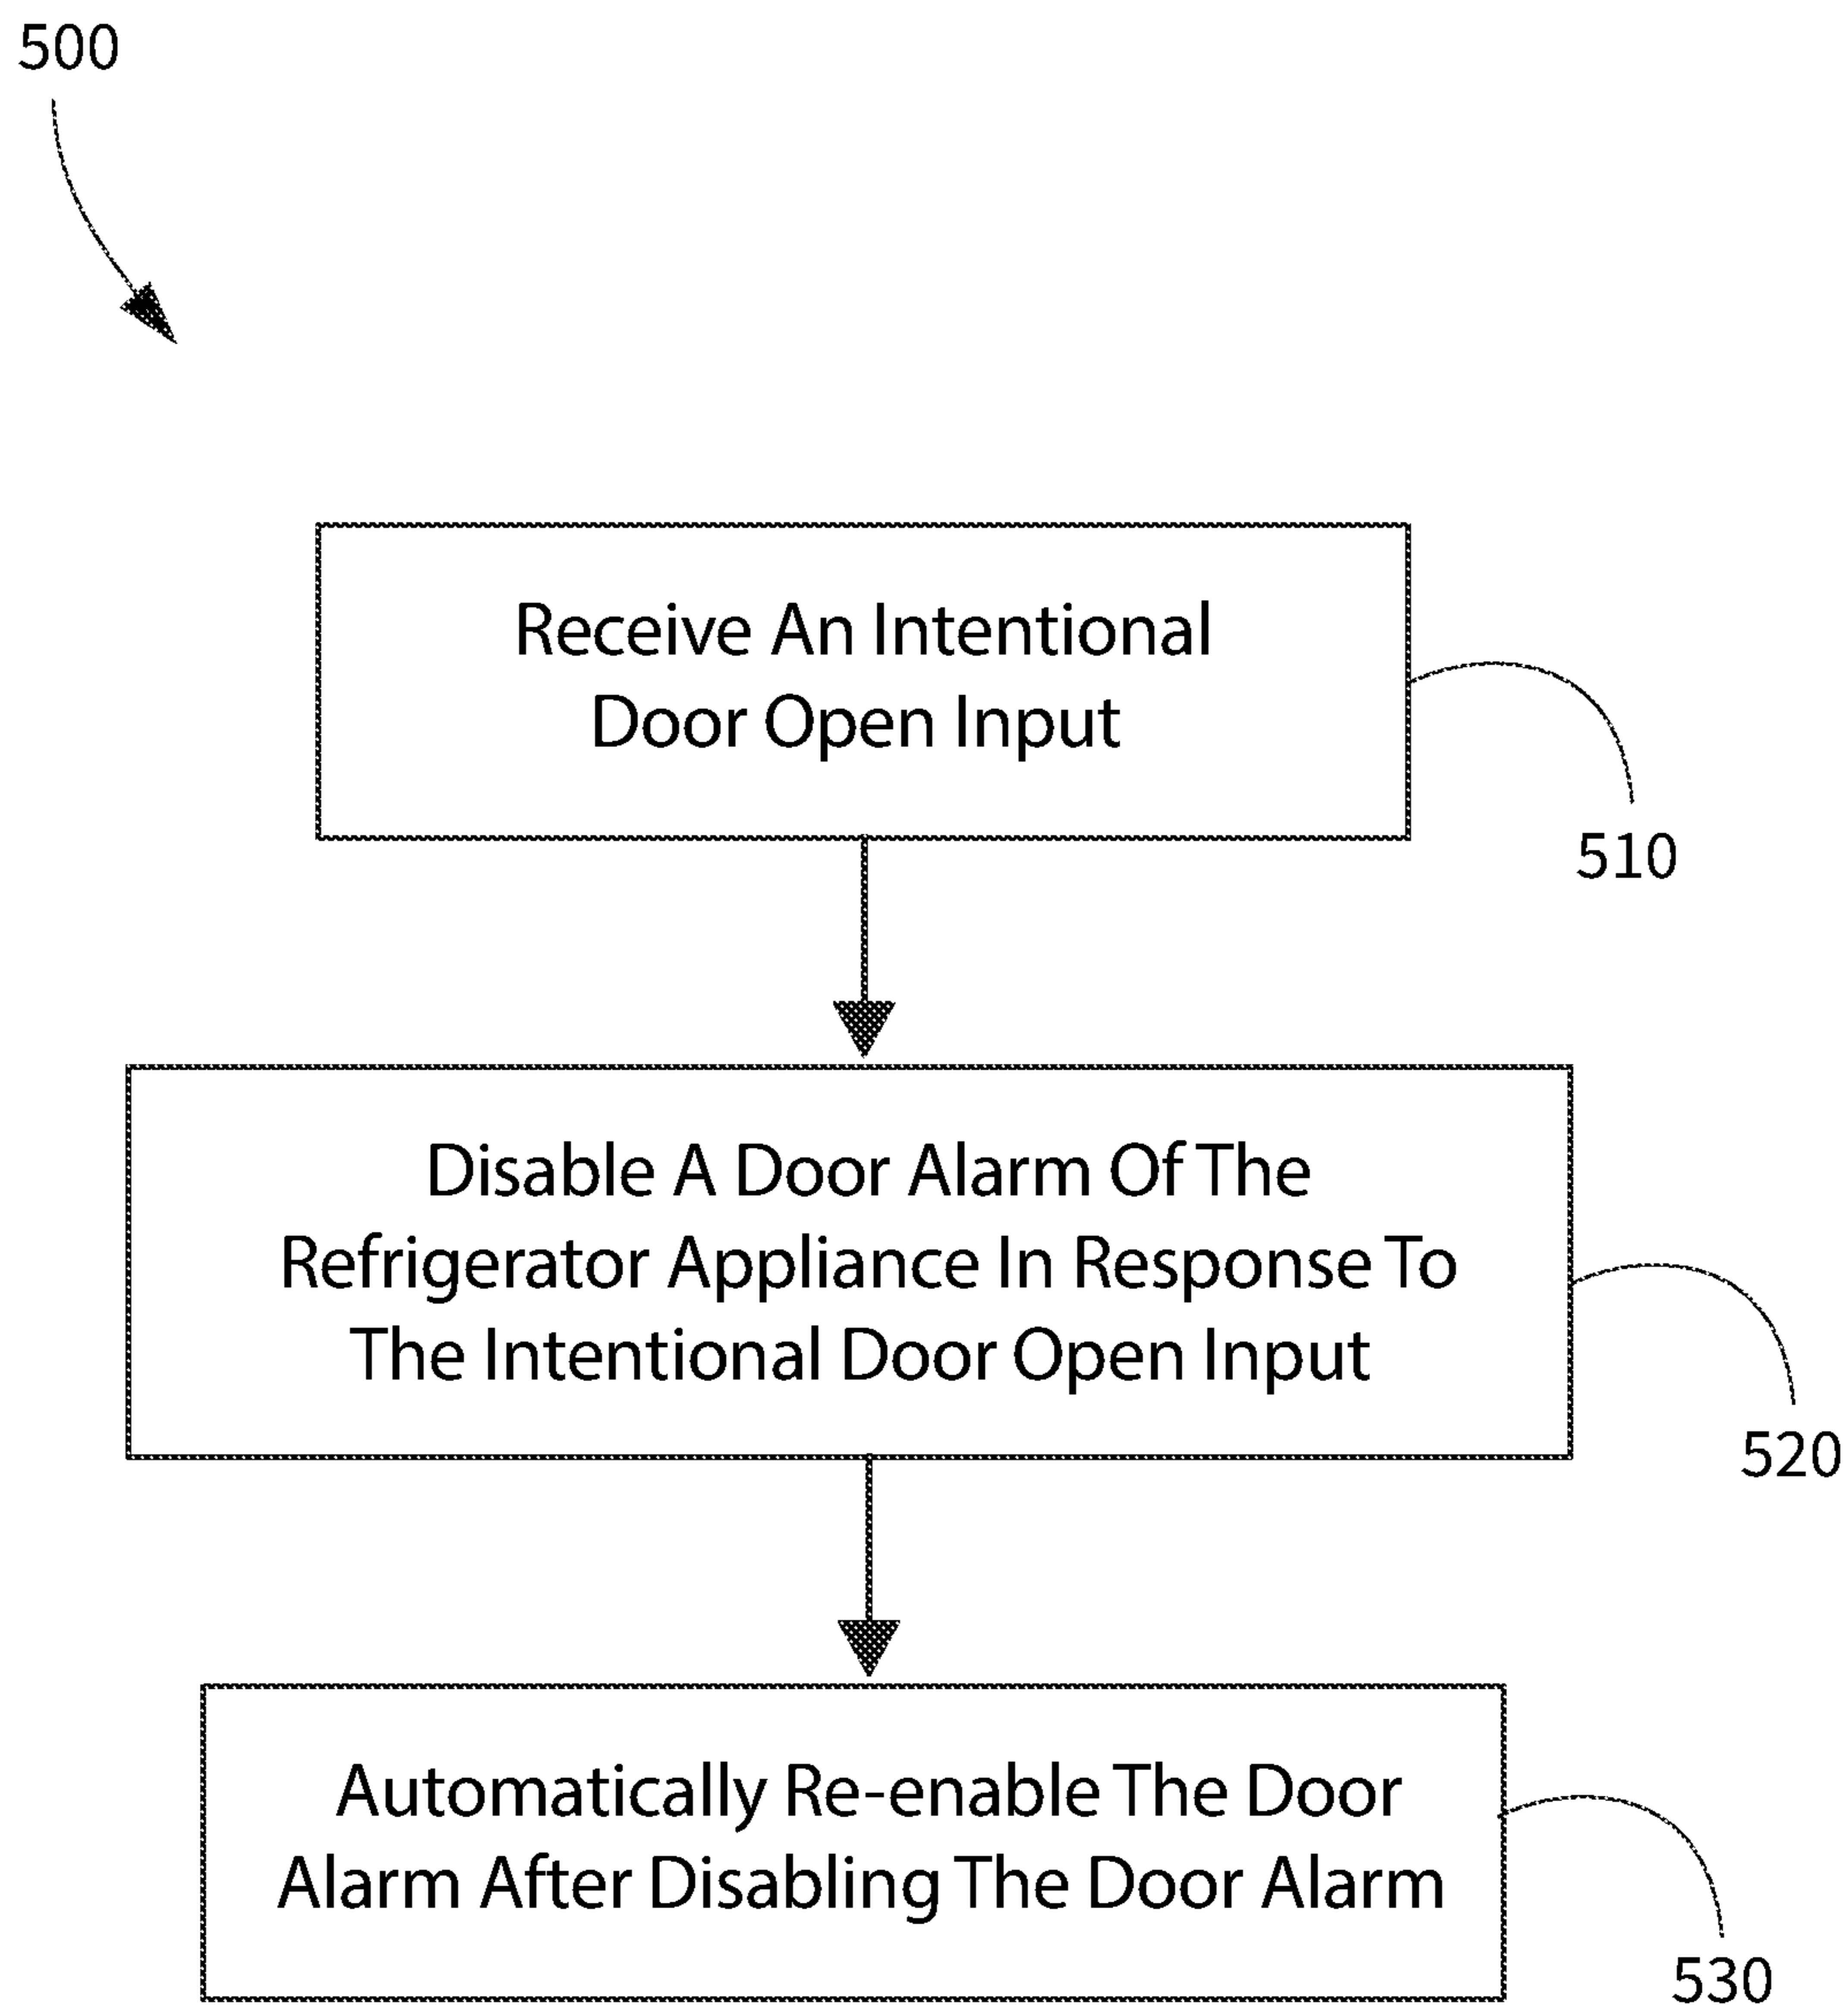 500
Receive An Intentional
Door Open Input
510
Disable A Door Alarm Of The
Refrigerator Appliance In Response To
The Intentional Door Open Input
520
Automatically Re-enable The Door
Alarm After Disabling The Door Alarm
530